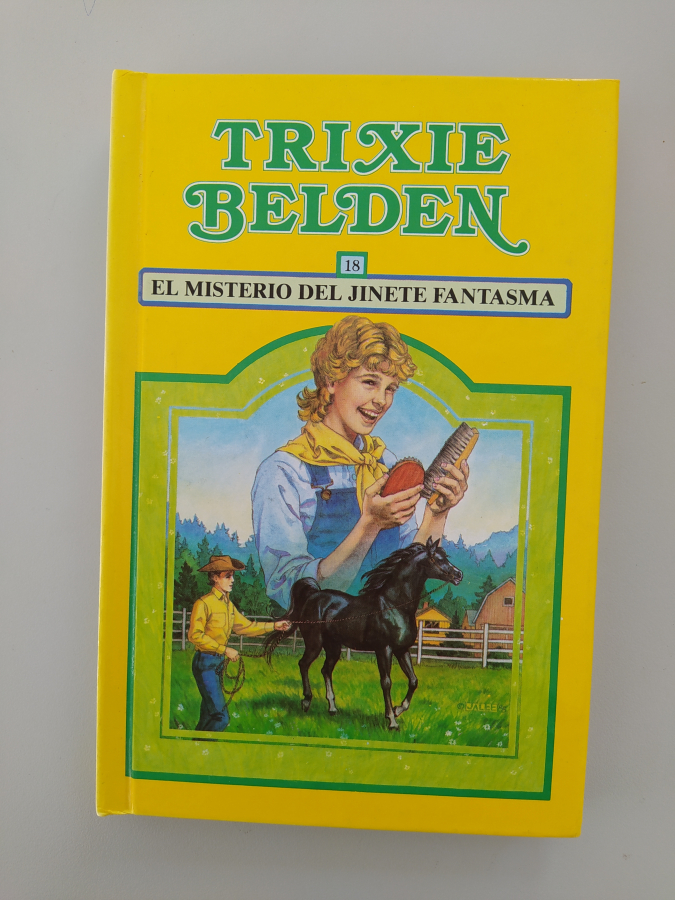 TRIXIE
BELDEN
18
EL MISTERIO DEL JINETE FANTASMA